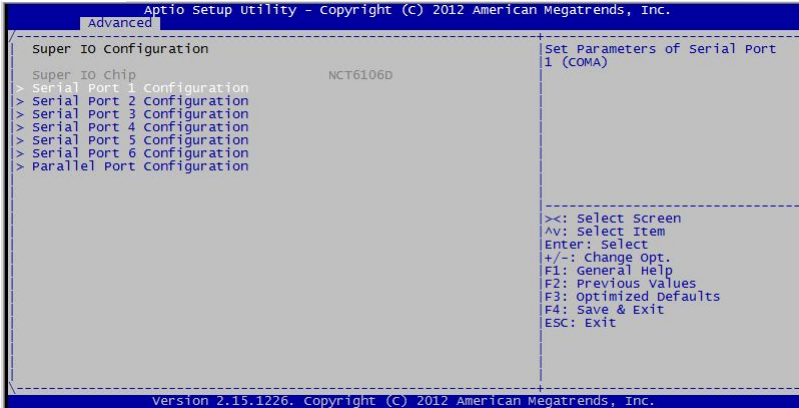 Aptio Setup Utility - Copyright (C) 2012 American Megatrends, Inc.
Advanced
Super IO Configuration
Super IO Chip NCT6106D
> Serial Port 1 Configuration
> Serial Port 2 Configuration
> Serial Port 3 Configuration
> Serial Port 4 Configuration
> Serial Port 5 Configuration
> Serial Port 6 Configuration
> Parallel Port Configuration
Set Parameters of Serial Port
1 (COMA)
><: Select Screen
^v: Select Item
Enter: Select
+/-: Change Opt.
F1: General Help
F2: Previous Values
F3: Optimized Defaults
F4: Save & Exit
ESC: Exit
Version 2.15.1226. Copyright (C) 2012 American Megatrends, Inc.